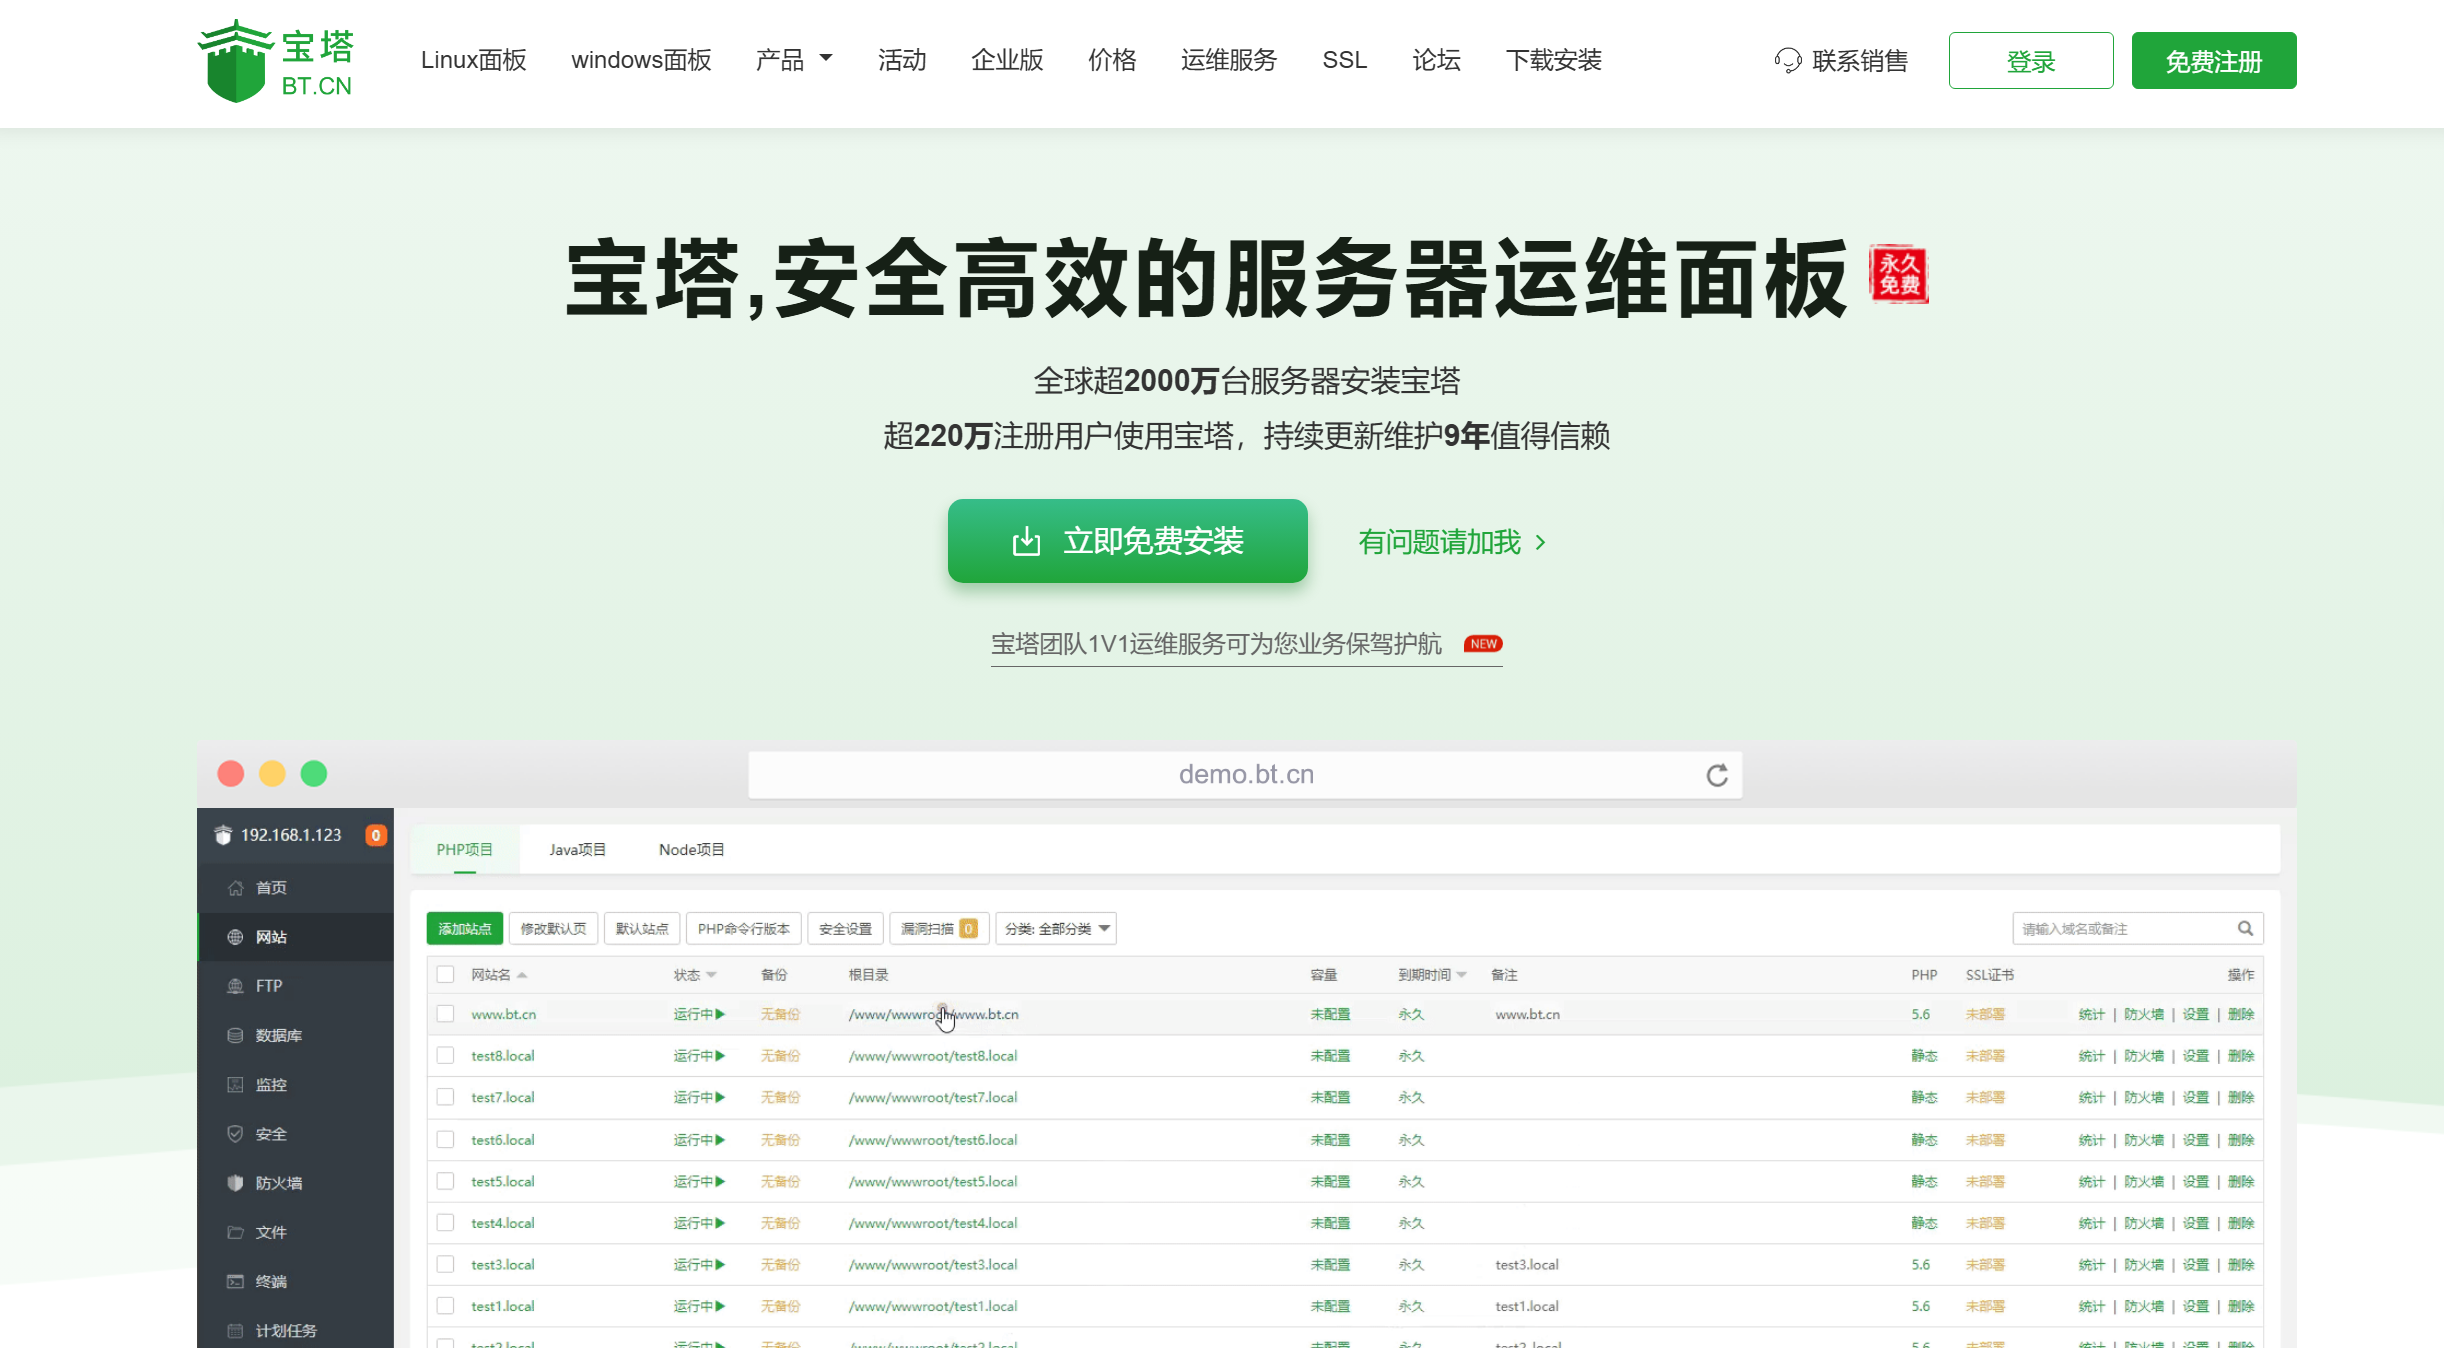 宝塔
BT.CN
Linux面板 windows面板 产品 活动 企业版 价格 运维服务 SSL 论坛 下载安装 联系销售 登录 免费注册
宝塔,安全高效的服务器运维面板 永久免费
全球超2000万台服务器安装宝塔
超220万注册用户使用宝塔，持续更新维护9年值得信赖
立即免费安装 有问题请加我
宝塔团队1V1运维服务可为您业务保驾护航 NEW
demo.bt.cn
192.168.1.123 0
PHP项目 Java项目 Node项目
首页
网站
FTP
数据库
监控
安全
防火墙
文件
终端
计划任务
添加站点 修改默认页 默认站点 PHP命令行版本 安全设置 漏洞扫描 0 分类: 全部分类 请输入域名或备注
网站名 状态 备份 根目录 容量 到期时间 备注 PHP SSL证书 操作
www.bt.cn 运行中 无备份 /www/wwwroot/www.bt.cn 未配置 永久 www.bt.cn 5.6 未部署 统计 | 防火墙 | 设置 | 删除
test8.local 运行中 无备份 /www/wwwroot/test8.local 未配置 永久 静态 未部署 统计 | 防火墙 | 设置 | 删除
test7.local 运行中 无备份 /www/wwwroot/test7.local 未配置 永久 静态 未部署 统计 | 防火墙 | 设置 | 删除
test6.local 运行中 无备份 /www/wwwroot/test6.local 未配置 永久 静态 未部署 统计 | 防火墙 | 设置 | 删除
test5.local 运行中 无备份 /www/wwwroot/test5.local 未配置 永久 静态 未部署 统计 | 防火墙 | 设置 | 删除
test4.local 运行中 无备份 /www/wwwroot/test4.local 未配置 永久 静态 未部署 统计 | 防火墙 | 设置 | 删除
test3.local 运行中 无备份 /www/wwwroot/test3.local 未配置 永久 test3.local 5.6 未部署 统计 | 防火墙 | 设置 | 删除
test1.local 运行中 无备份 /www/wwwroot/test1.local 未配置 永久 test1.local 5.6 未部署 统计 | 防火墙 | 设置 | 删除